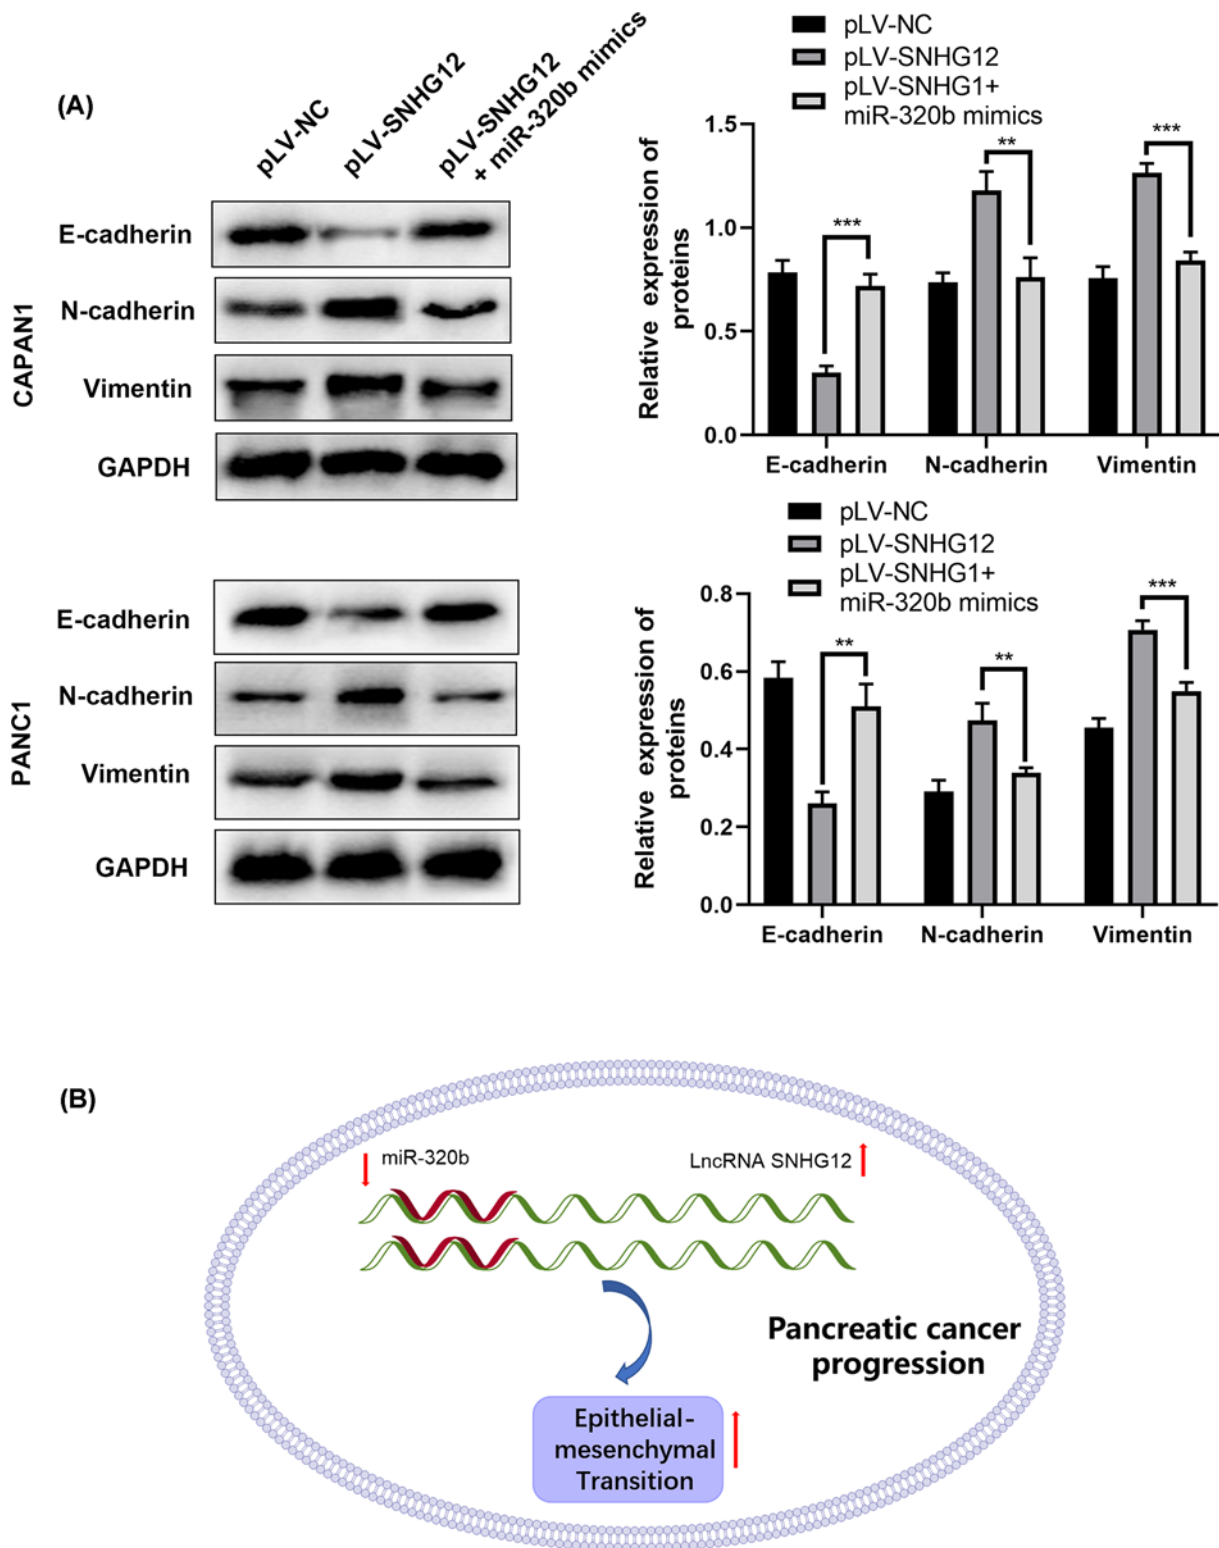 (A)
pLV-NC
pLV-SNHG12
pLV-SNHG12
+ miR-320b mimics
CAPAN1
E-cadherin
N-cadherin
Vimentin
GAPDH
pLV-NC
pLV-SNHG12
pLV-SNHG1+
miR-320b mimics
Relative expression of
proteins
1.5
1.0
0.5
0.0
***
**
***
E-cadherin
N-cadherin
Vimentin
PANC1
E-cadherin
N-cadherin
Vimentin
GAPDH
pLV-NC
pLV-SNHG12
pLV-SNHG1+
miR-320b mimics
Relative expression of
proteins
0.8
0.6
0.4
0.2
0.0
**
**
***
E-cadherin
N-cadherin
Vimentin
(B)
miR-320b
LncRNA SNHG12
Pancreatic cancer
progression
Epithelial-
mesenchymal
Transition